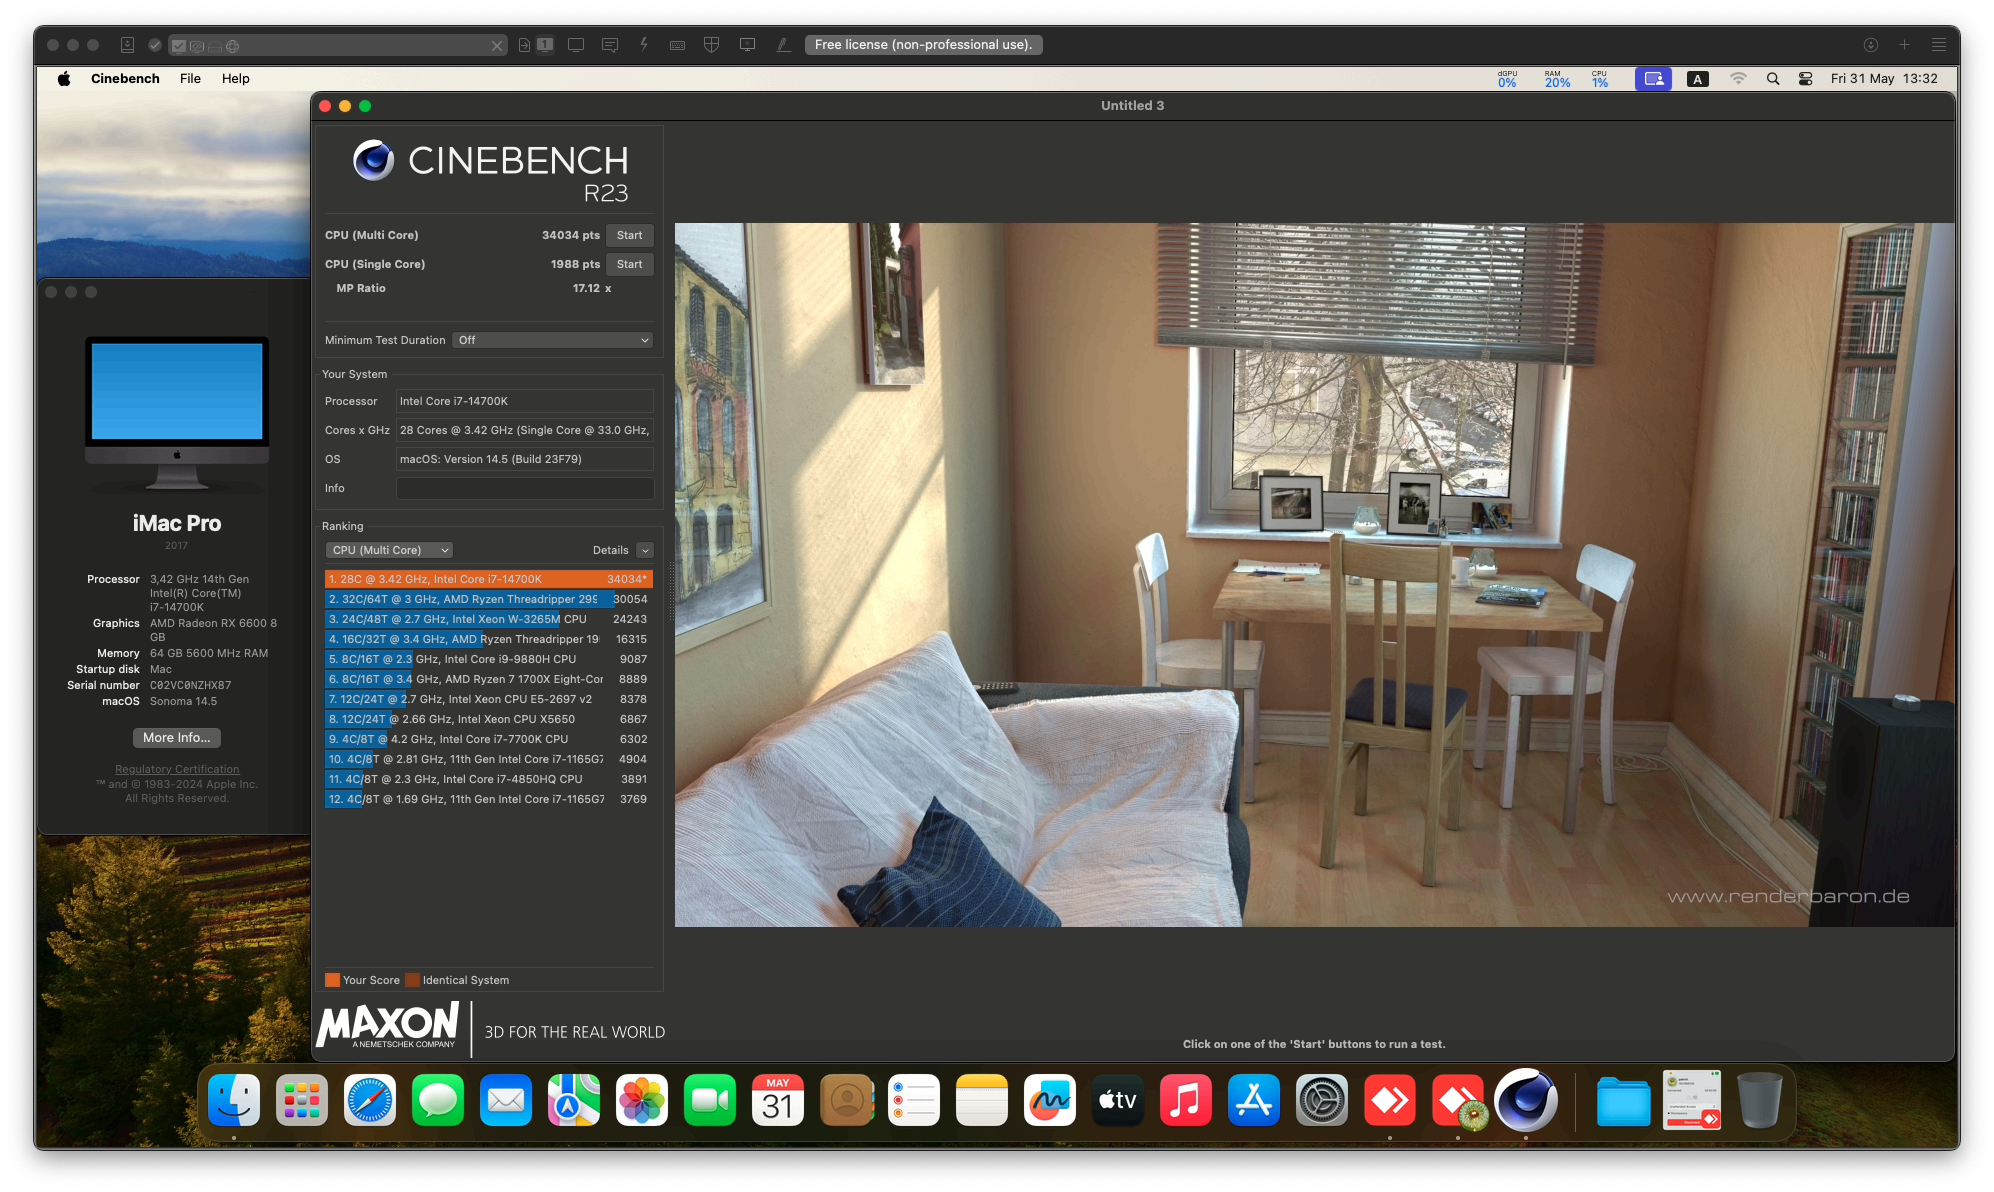 1
Free license (non-professional use).
Cinebench File Help
dGPU 0% RAM 20% CPU 1% A Fri 31 May 13:32
Untitled 3
CINEBENCH
R23
CPU (Multi Core) 34034 pts Start
CPU (Single Core) 1988 pts Start
MP Ratio 17.12 x
Minimum Test Duration Off
Your System
Processor Intel Core i7-14700K
Cores x GHz 28 Cores @ 3.42 GHz (Single Core @ 33.0 GHz,
OS macOS: Version 14.5 (Build 23F79)
Info
Ranking
CPU (Multi Core) Details
1. 28C @ 3.42 GHz, Intel Core i7-14700K 34034*
2. 32C/64T @ 3 GHz, AMD Ryzen Threadripper 299 30054
3. 24C/48T @ 2.7 GHz, Intel Xeon W-3265M CPU 24243
4. 16C/32T @ 3.4 GHz, AMD Ryzen Threadripper 19 16315
5. 8C/16T @ 2.3 GHz, Intel Core i9-9880H CPU 9087
6. 8C/16T @ 3.4 GHz, AMD Ryzen 7 1700X Eight-Cor 8889
7. 12C/24T @ 2.7 GHz, Intel Xeon CPU E5-2697 v2 8378
8. 12C/24T @ 2.66 GHz, Intel Xeon CPU X5650 6867
9. 4C/8T @ 4.2 GHz, Intel Core i7-7700K CPU 6302
10. 4C/8T @ 2.81 GHz, 11th Gen Intel Core i7-1165G7 4904
11. 4C/8T @ 2.3 GHz, Intel Core i7-4850HQ CPU 3891
12. 4C/8T @ 1.69 GHz, 11th Gen Intel Core i7-1165G7 3769
Your Score Identical System
MAXON
A NEMETSCHEK COMPANY
3D FOR THE REAL WORLD
iMac Pro
2017
Processor 3,42 GHz 14th Gen
Intel(R) Core(TM)
i7-14700K
Graphics AMD Radeon RX 6600 8
GB
Memory 64 GB 5600 MHz RAM
Startup disk Mac
Serial number C02VC0NZHX87
macOS Sonoma 14.5
More Info...
Regulatory Certification
™ and © 1983-2024 Apple Inc.
All Rights Reserved.
www.renderbaron.de
Click on one of the 'Start' buttons to run a test.
MAY
31
tv